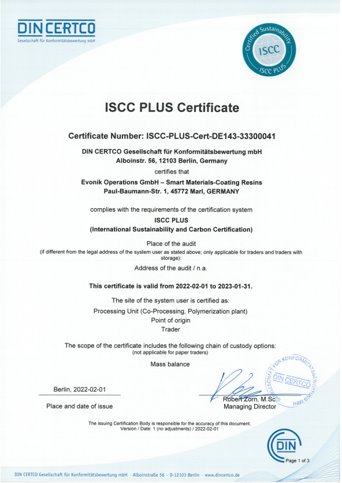 DIN CERTCO
Gesellschaft für Konformitätsbewertung mbH
Certified Sustainability
ISCC
ISCC PLUS
ISCC PLUS Certificate
Certificate Number: ISCC-PLUS-Cert-DE143-33300041
DIN CERTCO Gesellschaft für Konformitätsbewertung mbH
Alboinstr. 56, 12103 Berlin, Germany
certifies that
Evonik Operations GmbH – Smart Materials-Coating Resins
Paul-Baumann-Str. 1, 45772 Marl, GERMANY
complies with the requirements of the certification system
ISCC PLUS
(International Sustainability and Carbon Certification)
Place of the audit
(if different from the legal address of the system user as stated above; only applicable for traders and traders with
storage):
Address of the audit / n.a.
This certificate is valid from 2022-02-01 to 2023-01-31.
The site of the system user is certified as:
Processing Unit (Co-Processing, Polymerization plant)
Point of origin
Trader
The scope of the certificate includes the following chain of custody options:
(not applicable for paper traders)
Mass balance
DIN CERTCO
Berlin, 2022-02-01
Robert Zorn, M.Sc.
Place and date of issue
Managing Director
The issuing Certification Body is responsible for the accuracy of this document.
Version / Date: 1 (no adjustments) / 2022-02-01
DIN
Page 1 of 3
DIN CERTCO Gesellschaft für Konformitätsbewertung mbH · Alboinstraße 56 · D-12103 Berlin · www.dincertco.de